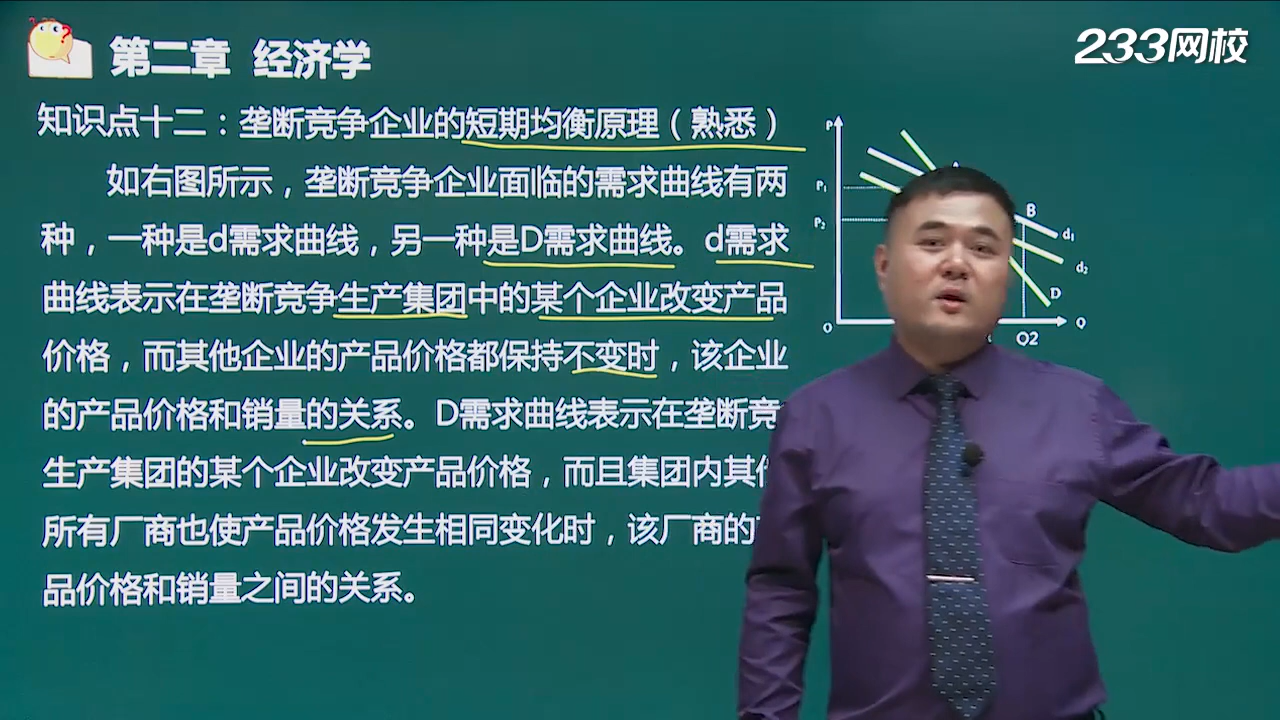 第二章 经济学
233网校
知识点十二：垄断竞争企业的短期均衡原理（熟悉）
如右图所示，垄断竞争企业面临的需求曲线有两
种，一种是d需求曲线，另一种是D需求曲线。d需求
曲线表示在垄断竞争生产集团中的某个企业改变产品
价格，而其他企业的产品价格都保持不变时，该企业
的产品价格和销量的关系。D需求曲线表示在垄断竞
生产集团的某个企业改变产品价格，而且集团内其
所有厂商也使产品价格发生相同变化时，该厂商的
品价格和销量之间的关系。
P
P₁
P₂
B
d₁
d₂
D
O
Q2
Q